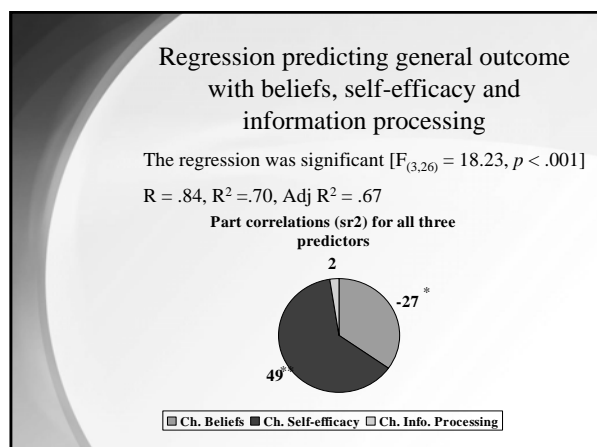 Regression predicting general outcome
with beliefs, self-efficacy and
information processing
The regression was significant [F(3,26) = 18.23, p < .001]
R = .84, R² =.70, Adj R² = .67
Part correlations (sr2) for all three
predictors
2
-27 *
49**
Ch. Beliefs Ch. Self-efficacy Ch. Info. Processing